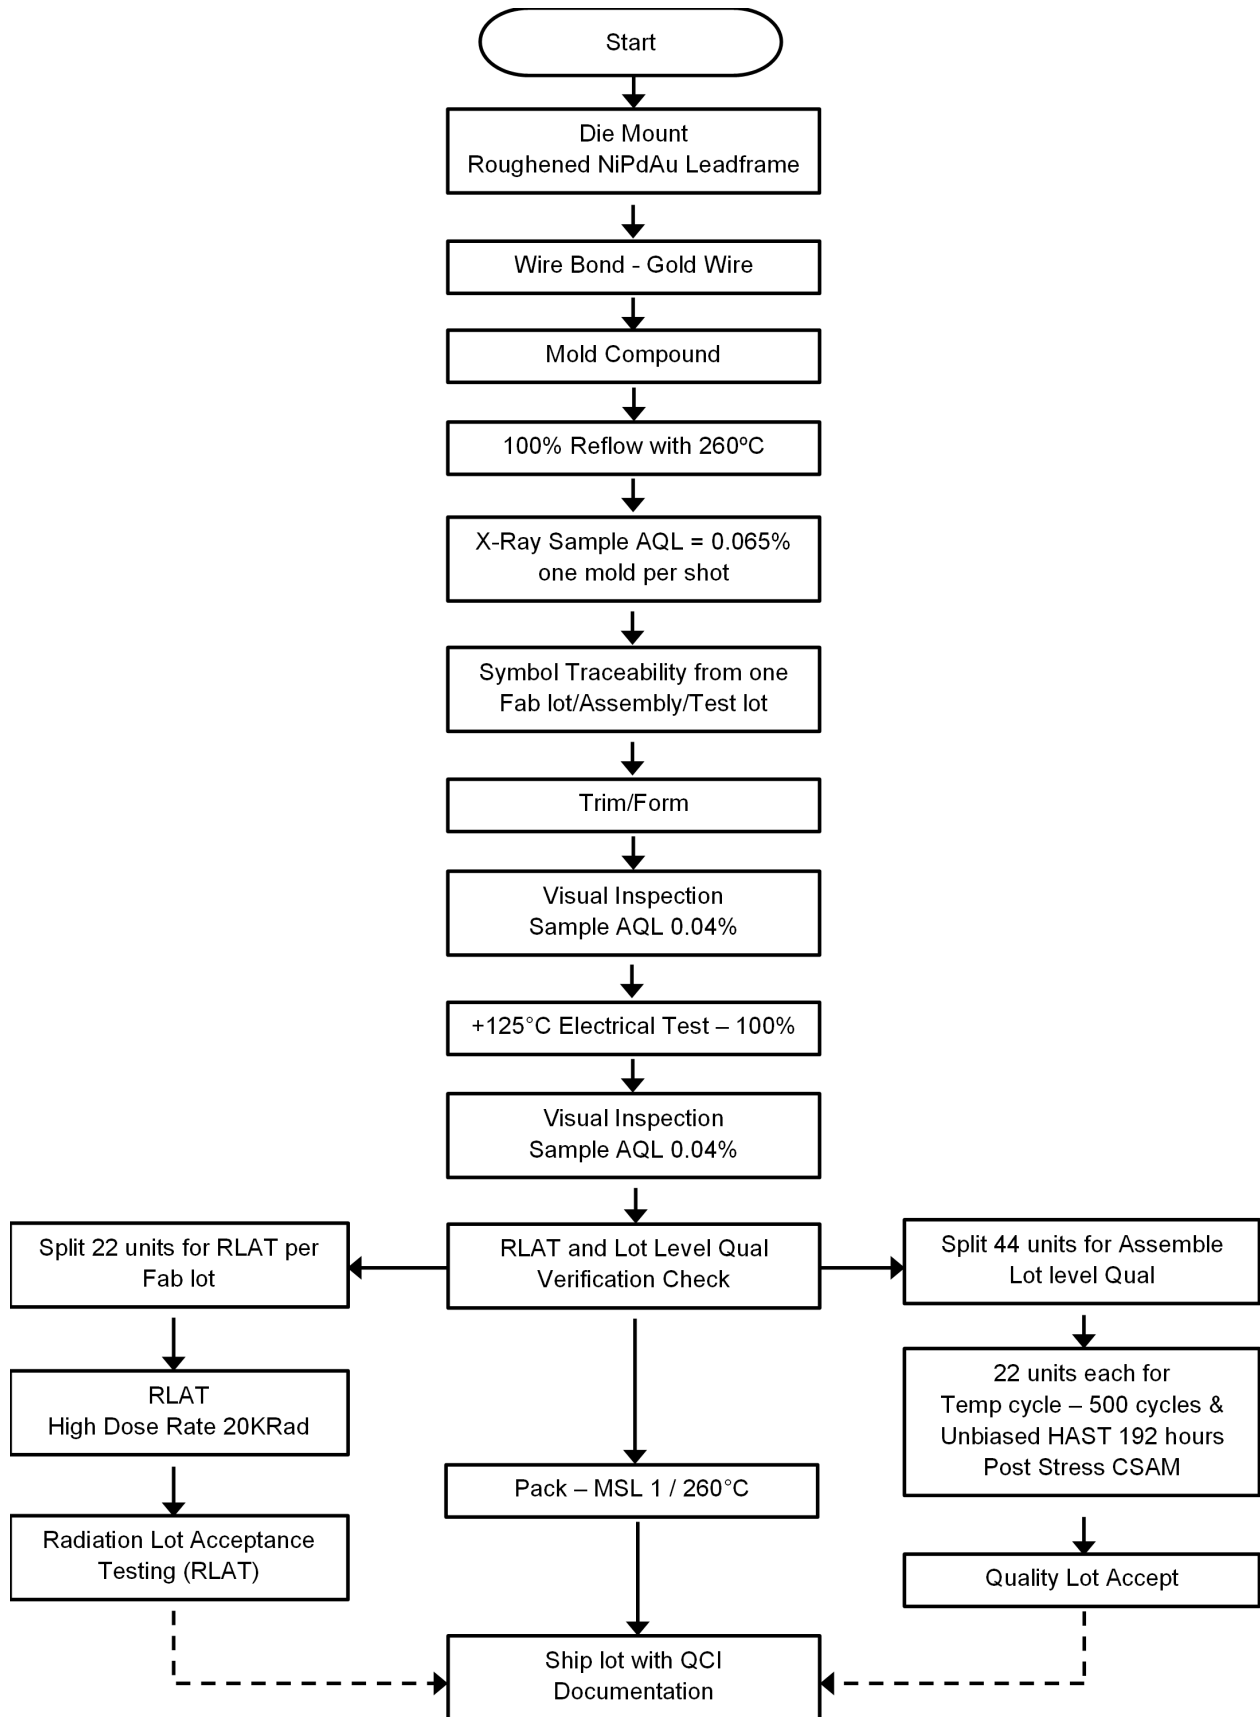 Start
Die Mount
Roughened NiPdAu Leadframe
Wire Bond - Gold Wire
Mold Compound
100% Reflow with 260ºC
X-Ray Sample AQL = 0.065%
one mold per shot
Symbol Traceability from one
Fab lot/Assembly/Test lot
Trim/Form
Visual Inspection
Sample AQL 0.04%
+125°C Electrical Test – 100%
Visual Inspection
Sample AQL 0.04%
Split 22 units for RLAT per
Fab lot
RLAT and Lot Level Qual
Verification Check
Split 44 units for Assemble
Lot level Qual
RLAT
High Dose Rate 20KRad
22 units each for
Temp cycle – 500 cycles &
Unbiased HAST 192 hours
Post Stress CSAM
Pack – MSL 1 / 260°C
Radiation Lot Acceptance
Testing (RLAT)
Quality Lot Accept
Ship lot with QCI
Documentation